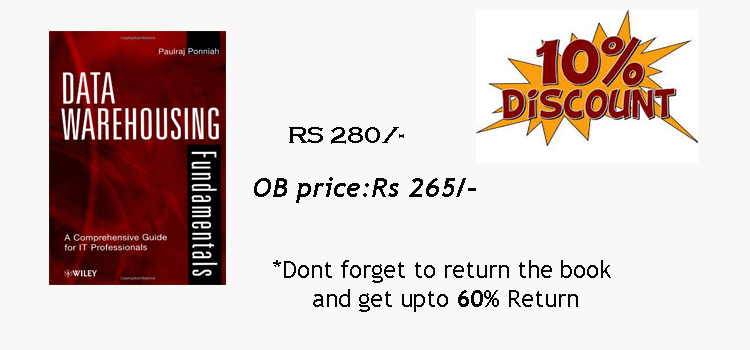 Paulraj Ponniah
DATA
WAREHOUSING
Fundamentals
A Comprehensive Guide
for IT Professionals
WILEY
10%
DiSCOUNT
RS 280/-
OB price:Rs 265/-
*Dont forget to return the book
and get upto 60% Return